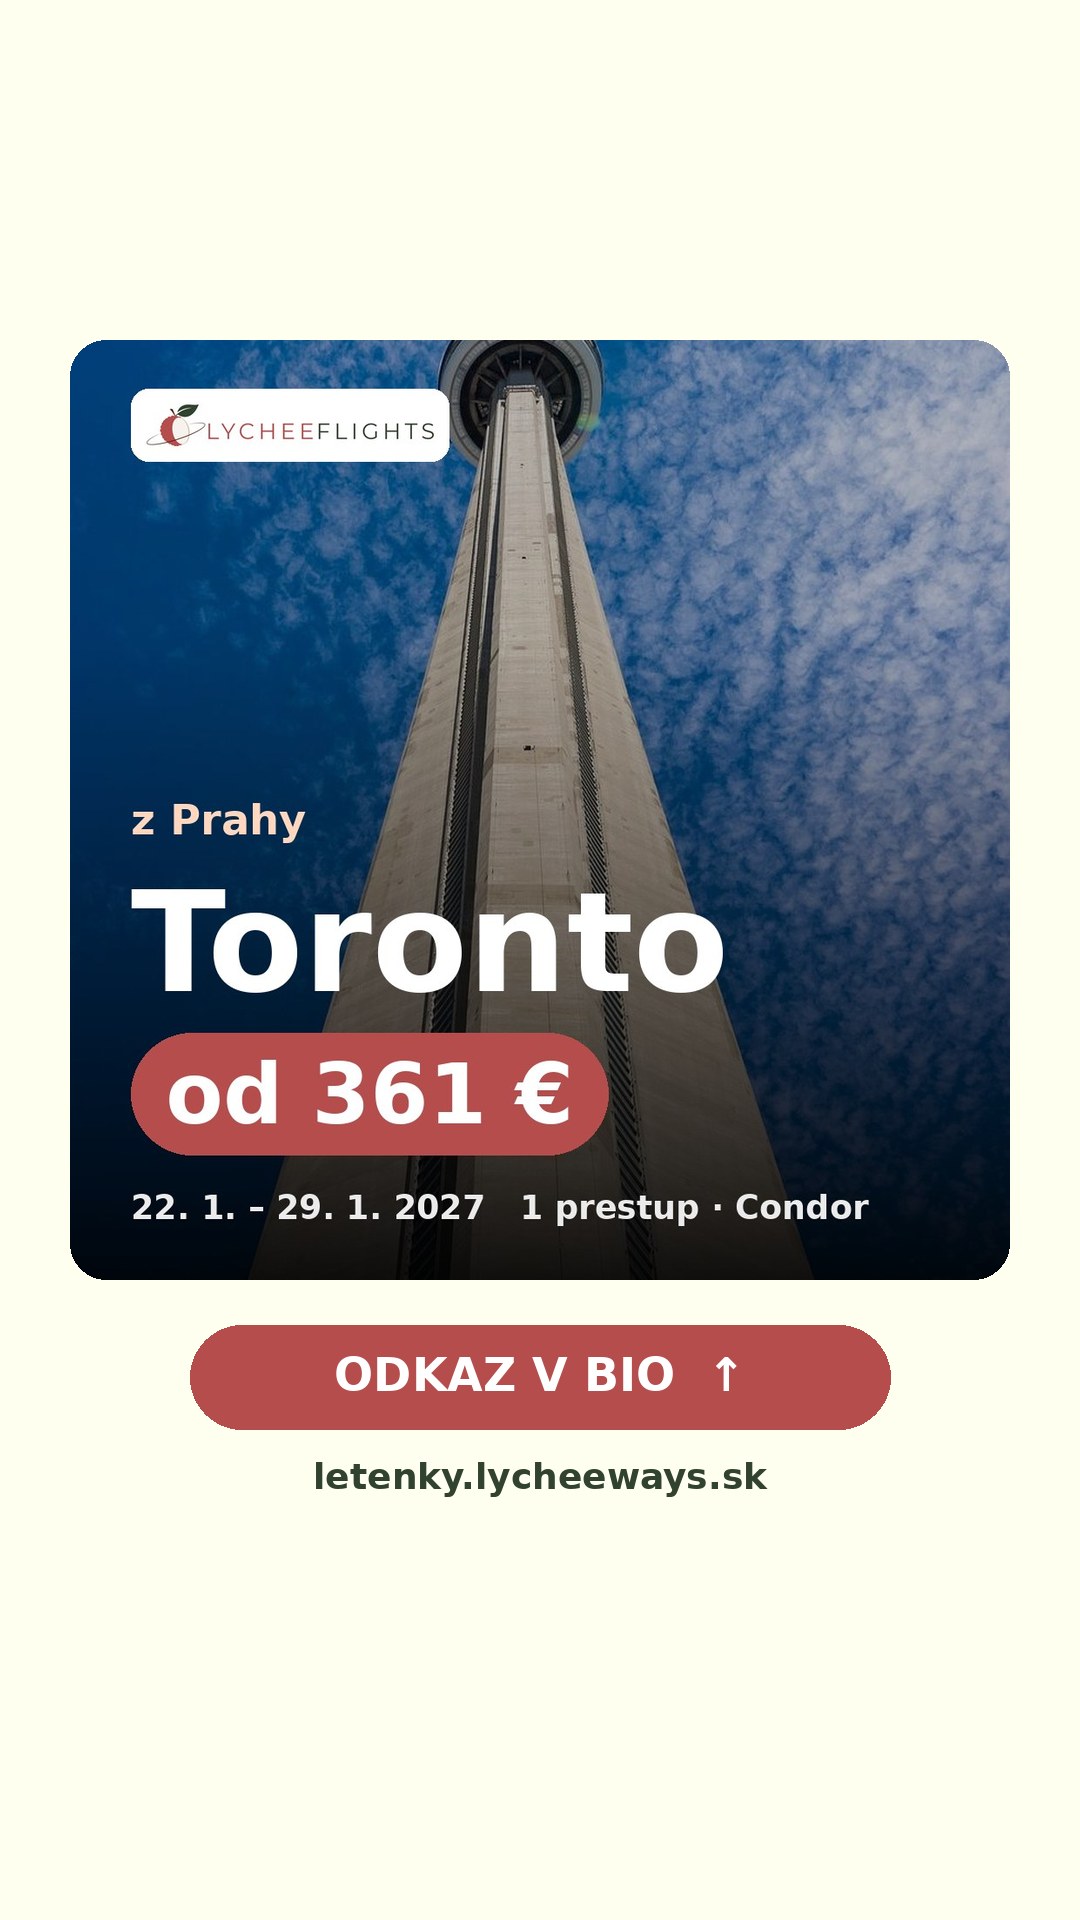 LYCHEEFLIGHTS
z Prahy
Toronto
od 361 €
22. 1. – 29. 1. 2027   1 prestup · Condor
ODKAZ V BIO ↑
letenky.lycheeways.sk